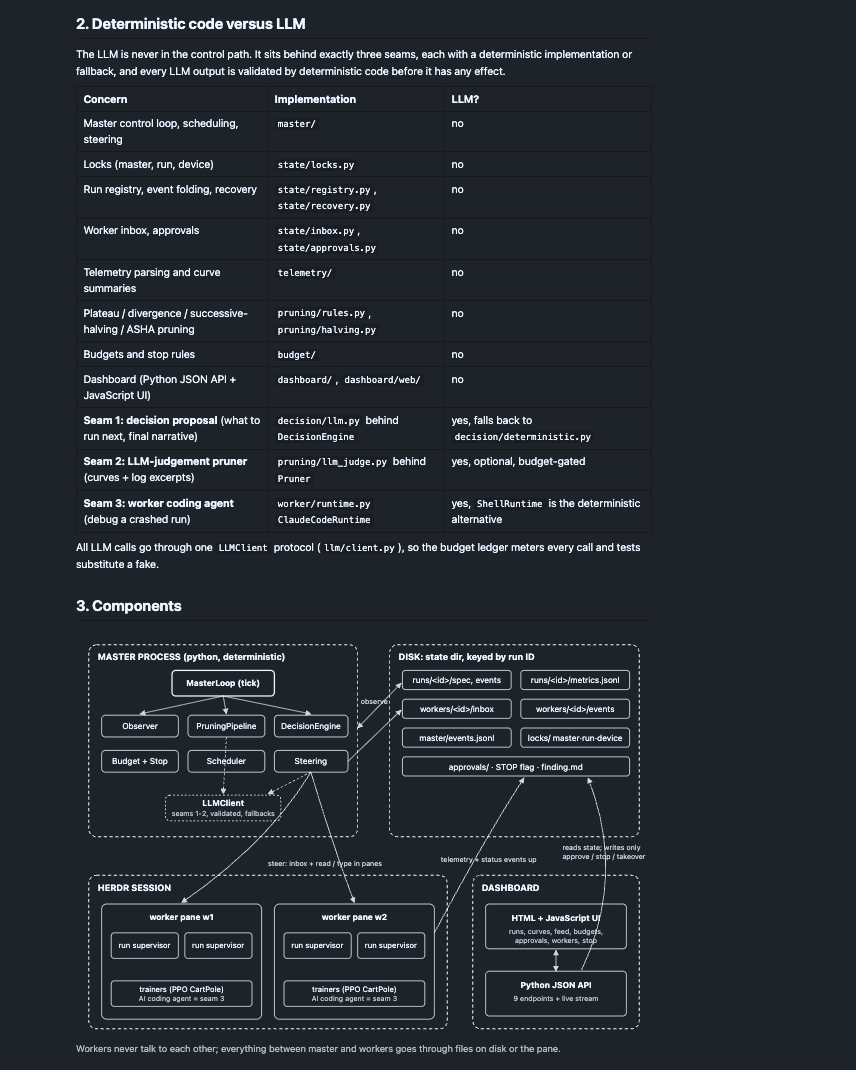 2. Deterministic code versus LLM
The LLM is never in the control path. It sits behind exactly three seams, each with a deterministic implementation or
fallback, and every LLM output is validated by deterministic code before it has any effect.
Concern Implementation LLM?
Master control loop, scheduling,
steering
master/
no
Locks (master, run, device) state/locks.py no
Run registry, event folding, recovery
state/registry.py ,
state/recovery.py
no
Worker inbox, approvals
state/inbox.py ,
state/approvals.py
no
Telemetry parsing and curve
summaries
telemetry/
no
Plateau / divergence / successive-
halving / ASHA pruning
pruning/rules.py ,
pruning/halving.py
no
Budgets and stop rules budget/ no
Dashboard (Python JSON API +
JavaScript UI)
dashboard/ , dashboard/web/
no
Seam 1: decision proposal (what to
run next, final narrative)
decision/llm.py behind
DecisionEngine
yes, falls back to
decision/deterministic.py
Seam 2: LLM-judgement pruner
(curves + log excerpts)
pruning/llm_judge.py behind
Pruner
yes, optional, budget-gated
Seam 3: worker coding agent
(debug a crashed run)
worker/runtime.py
ClaudeCodeRuntime
yes, ShellRuntime is the deterministic
alternative
All LLM calls go through one LLMClient protocol ( llm/client.py ), so the budget ledger meters every call and tests
substitute a fake.
3. Components
MASTER PROCESS (python, deterministic)
MasterLoop (tick)
Observer
PruningPipeline
DecisionEngine
Budget + Stop
Scheduler
Steering
LLMClient
seams 1-2, validated, fallbacks
observe
DISK: state dir, keyed by run ID
runs/<id>/spec, events
runs/<id>/metrics.jsonl
workers/<id>/inbox
workers/<id>/events
master/events.jsonl
locks/ master·run·device
approvals/ · STOP flag · finding.md
steer: inbox + read / type in panes
telemetry + status events up
reads state; writes only
approve / stop / takeover
HERDR SESSION
worker pane w1
run supervisor
run supervisor
trainers (PPO CartPole)
AI coding agent = seam 3
worker pane w2
run supervisor
run supervisor
trainers (PPO CartPole)
AI coding agent = seam 3
DASHBOARD
HTML + JavaScript UI
runs, curves, feed, budgets,
approvals, workers, stop
Python JSON API
9 endpoints + live stream
Workers never talk to each other; everything between master and workers goes through files on disk or the pane.